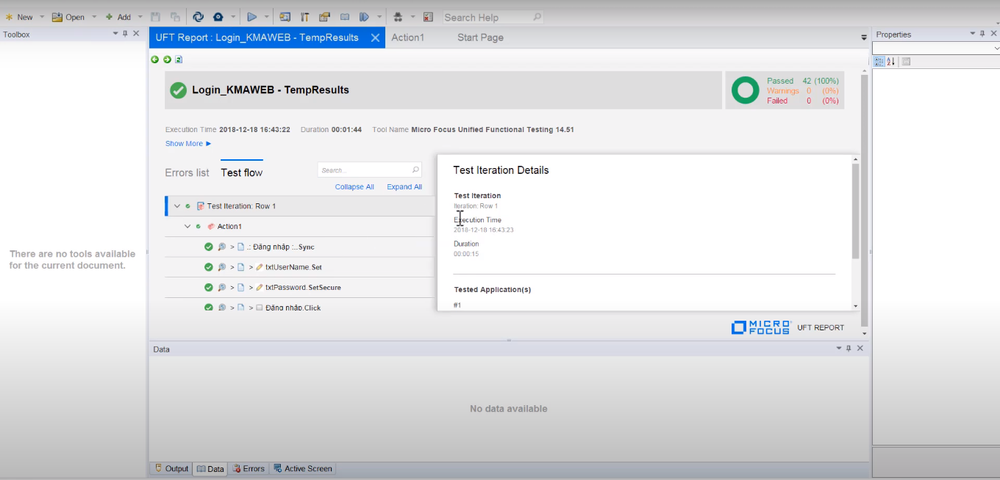 New Open Add Search Help
Toolbox
UFT Report : Login_KMAWEB - TempResults
Action1
Start Page
Properties
Login_KMAWEB - TempResults
Passed 42 (100%)
Warnings 0 (0%)
Failed 0 (0%)
Execution Time 2018-12-18 16:43:22 Duration 00:01:44 Tool Name Micro Focus Unified Functional Testing 14.51
Show More
Errors list Test flow
Search...
Collapse All Expand All
Test Iteration: Row 1
Action1
> .: Đăng nhập :..Sync
> > txtUserName.Set
> > txtPassword.SetSecure
> > Đăng nhập.Click
Test Iteration Details
Test Iteration
Iteration: Row 1
Execution Time
2018-12-18 16:43:23
Duration
00:00:15
Tested Application(s)
#1
MICRO
FOCUS
UFT REPORT
There are no tools available
for the current document.
Data
No data available
Output Data Errors Active Screen